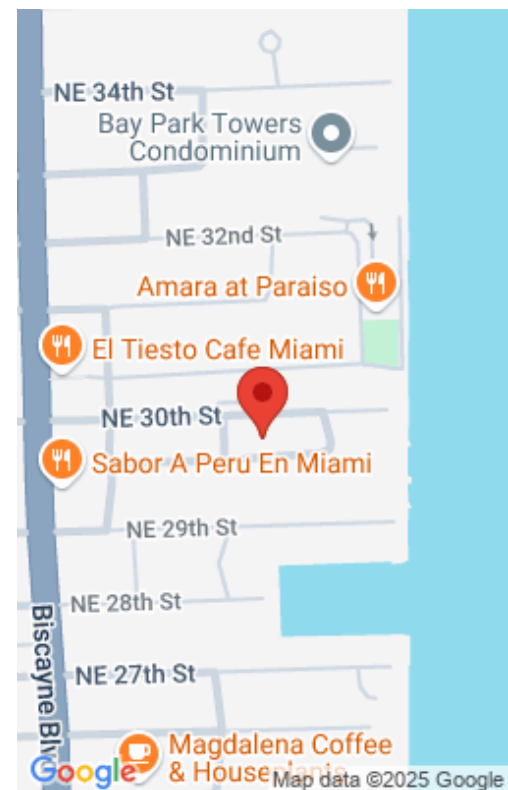 NE 34th St
Bay Park Towers
Condominium
NE 32nd St
Amara at Paraiso
El Tiesto Cafe Miami
NE 30th St
Sabor A Peru En Miami
NE 29th St
NE 28th St
Biscayne Blv
NE 27th St
Magdalena Coffee
& Houseplants
Google
Map data ©2025 Google